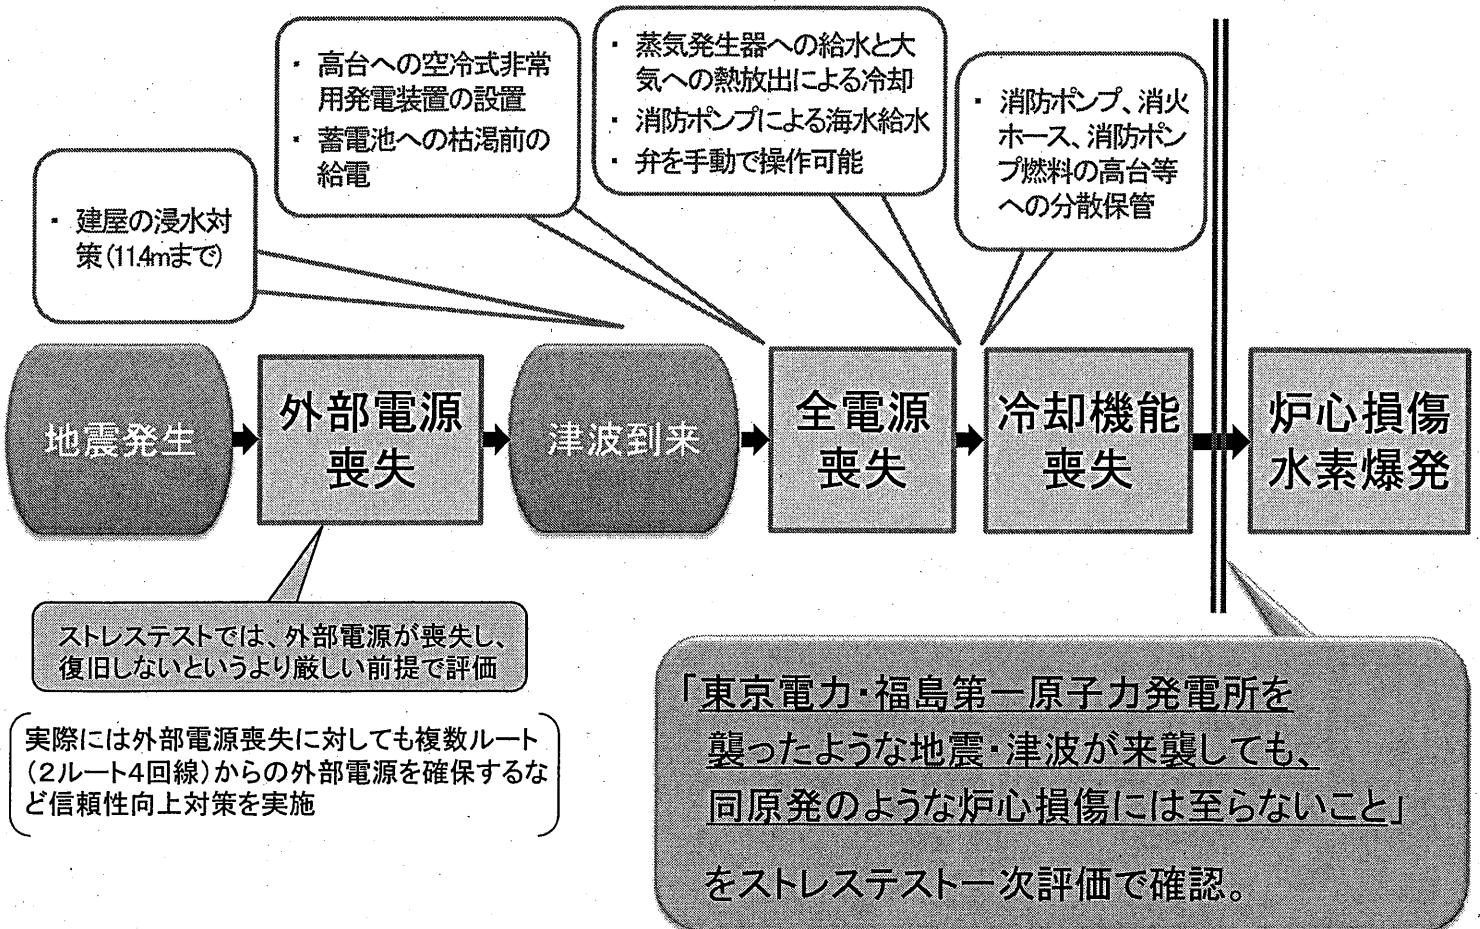 ・ 建屋の浸水対
策(11.4mまで)
・ 高台への空冷式非常
用発電装置の設置
・ 蓄電池への枯渇前の
給電
・ 蒸気発生器への給水と大
気への熱放出による冷却
・ 消防ポンプによる海水給水
・ 弁を手動で操作可能
・ 消防ポンプ、消火
ホース、消防ポン
プ燃料の高台等
への分散保管
地震発生
外部電源
喪失
津波到来
全電源
喪失
冷却機能
喪失
炉心損傷
水素爆発
ストレステストでは、外部電源が喪失し、
復旧しないというより厳しい前提で評価
実際には外部電源喪失に対しても複数ルート
(2ルート4回線)からの外部電源を確保するな
ど信頼性向上対策を実施
「東京電力・福島第一原子力発電所を
襲ったような地震・津波が来襲しても、
同原発のような炉心損傷には至らないこと」
をストレステスト一次評価で確認。